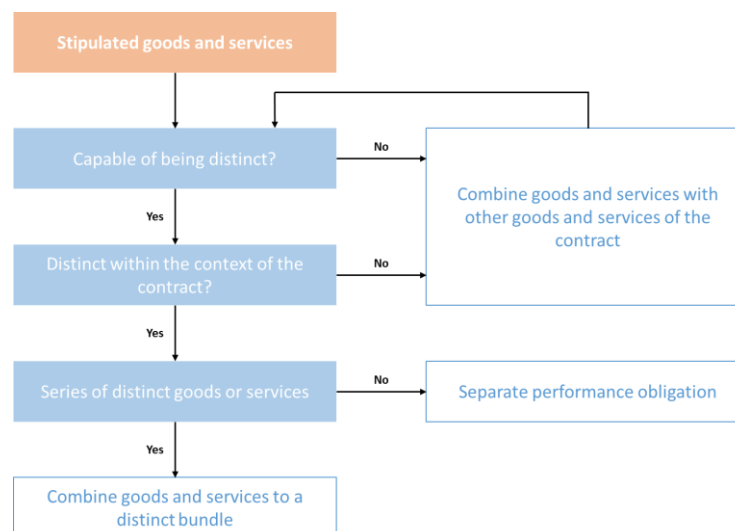 Stipulated goods and services
Capable of being distinct?
No
Combine goods and services with
other goods and services of the
contract
Yes
Distinct within the context of the
contract?
No
Yes
Series of distinct goods or services
No
Separate performance obligation
Yes
Combine goods and services to a
distinct bundle